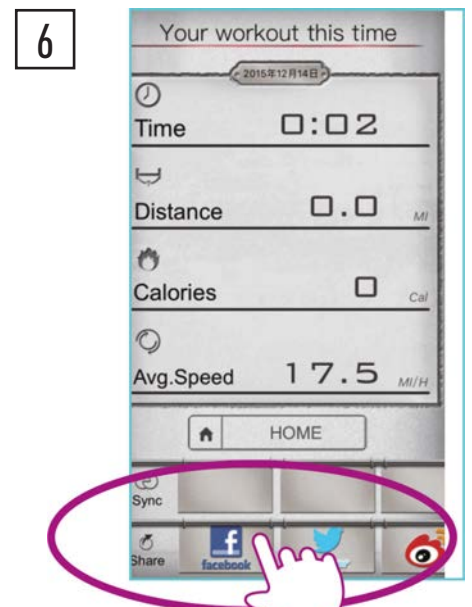 6
Your workout this time
2015年12月14日
Time 0:02
Distance 0.0 MI
Calories 0 Cal
Avg.Speed 17.5 MI/H
HOME
Sync
Share facebook